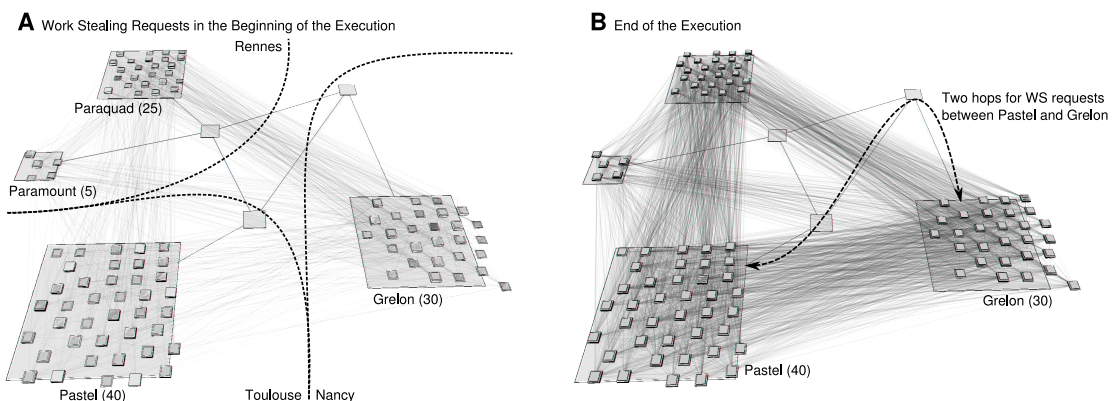 A Work Stealing Requests in the Beginning of the Execution
Rennes
Paraquad (25)
Paramount (5)
Grelon (30)
Pastel (40)
Toulouse
Nancy
B End of the Execution
Two hops for WS requests
between Pastel and Grelon
Grelon (30)
Pastel (40)